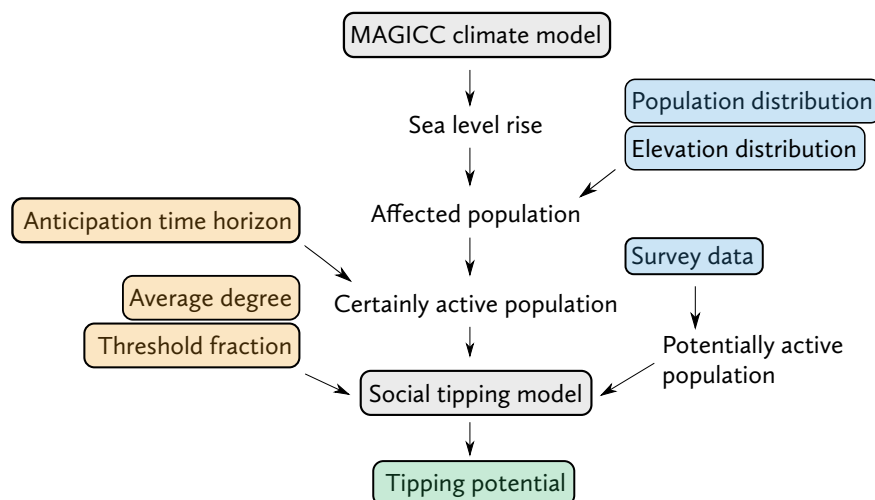 MAGICC climate model
Population distribution
Sea level rise
Elevation distribution
Anticipation time horizon
Affected population
Survey data
Average degree
Certainly active population
Threshold fraction
Potentially active
population
Social tipping model
Tipping potential